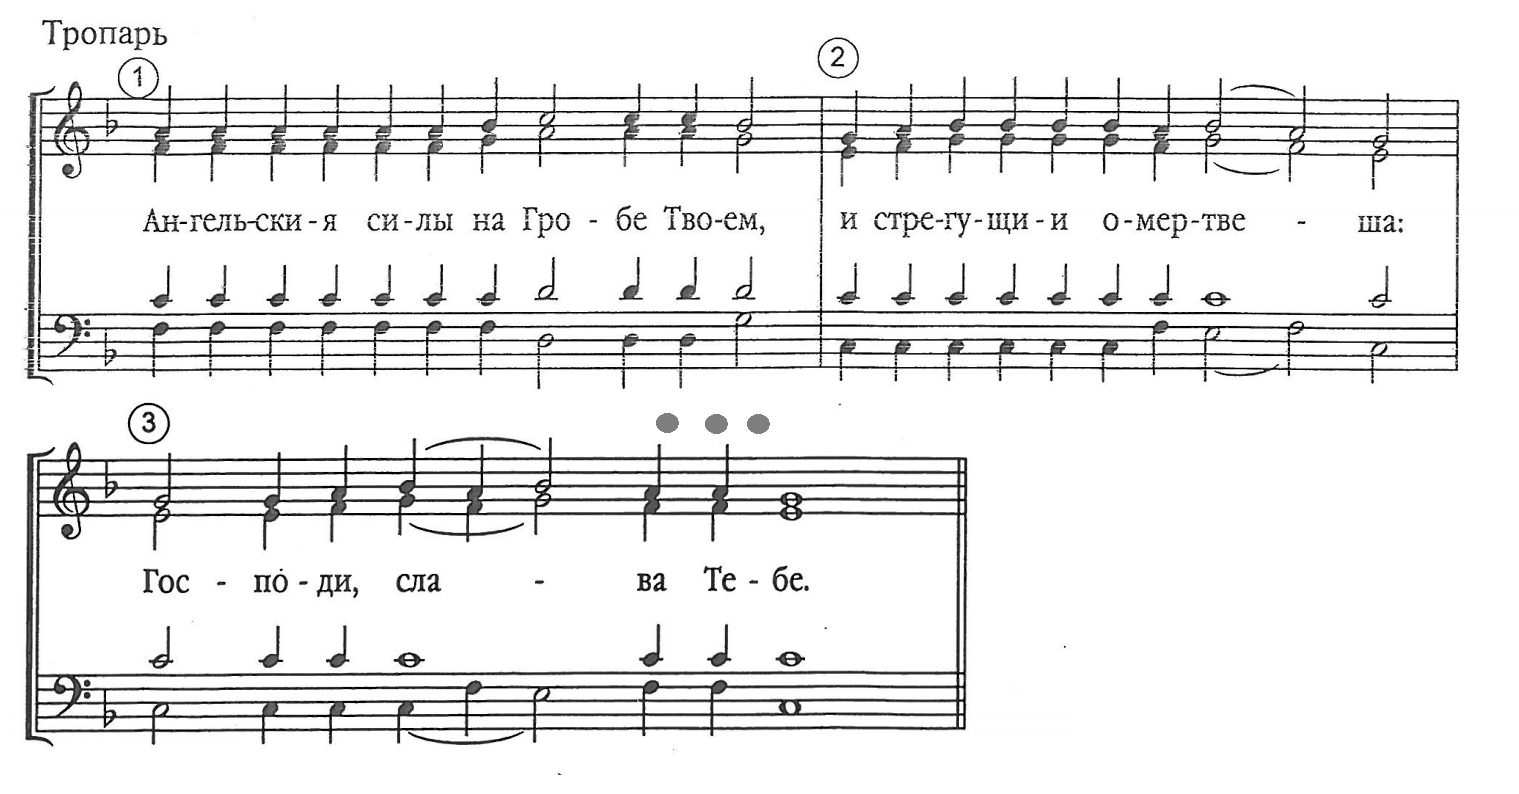 Тропарь
1 2
Ан-гель-ски-я си-лы на Гро - бе Тво-ем, и стре-гу-щи-и о-мер-тве - ша:
3
Гос - по - ди, сла - ва Те - бе.